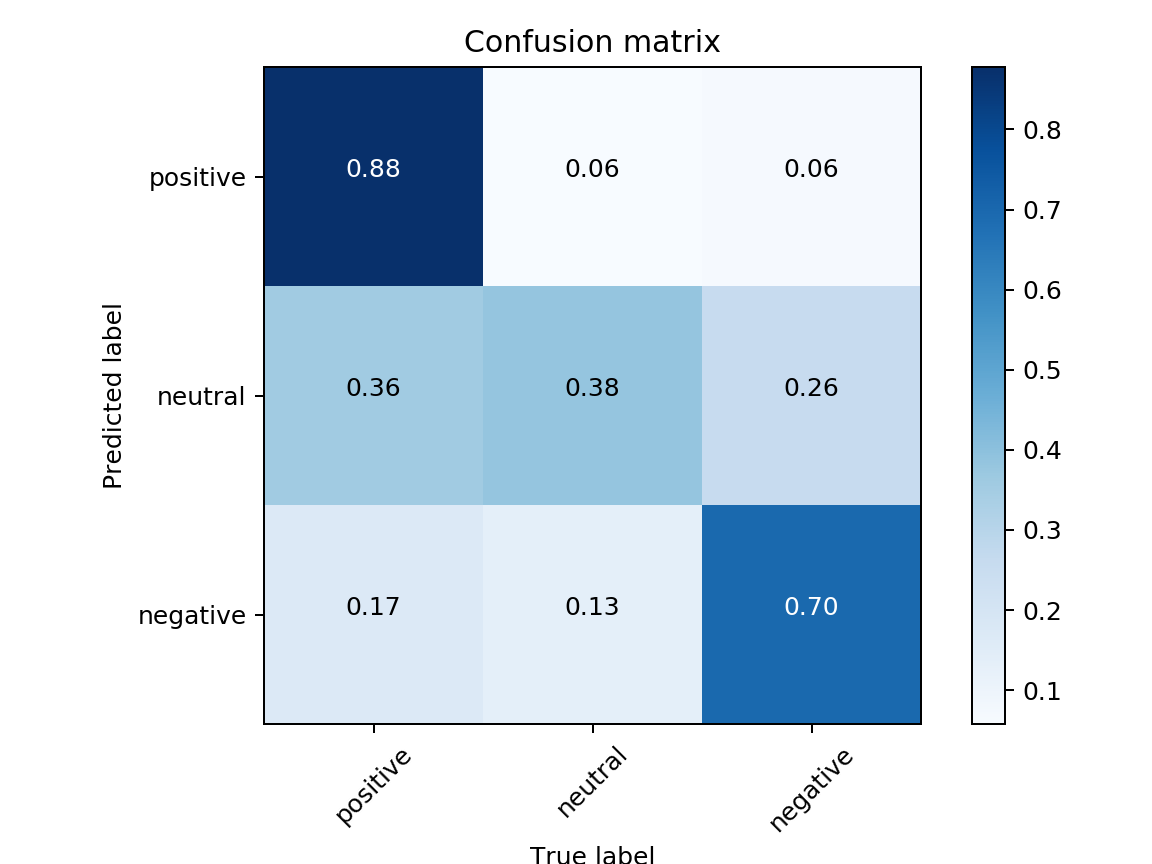 Confusion matrix
positive 0.88 0.06 0.06
neutral 0.36 0.38 0.26
negative 0.17 0.13 0.70
Predicted label
positive neutral negative
True label
0.8
0.7
0.6
0.5
0.4
0.3
0.2
0.1